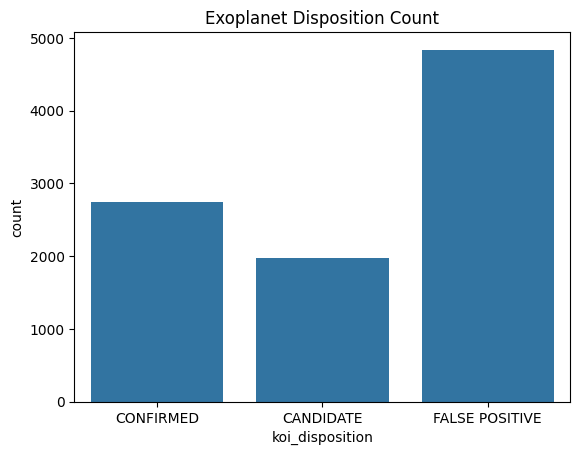 Exoplanet Disposition Count
count
5000
4000
3000
2000
1000
0
CONFIRMED CANDIDATE FALSE POSITIVE
koi_disposition